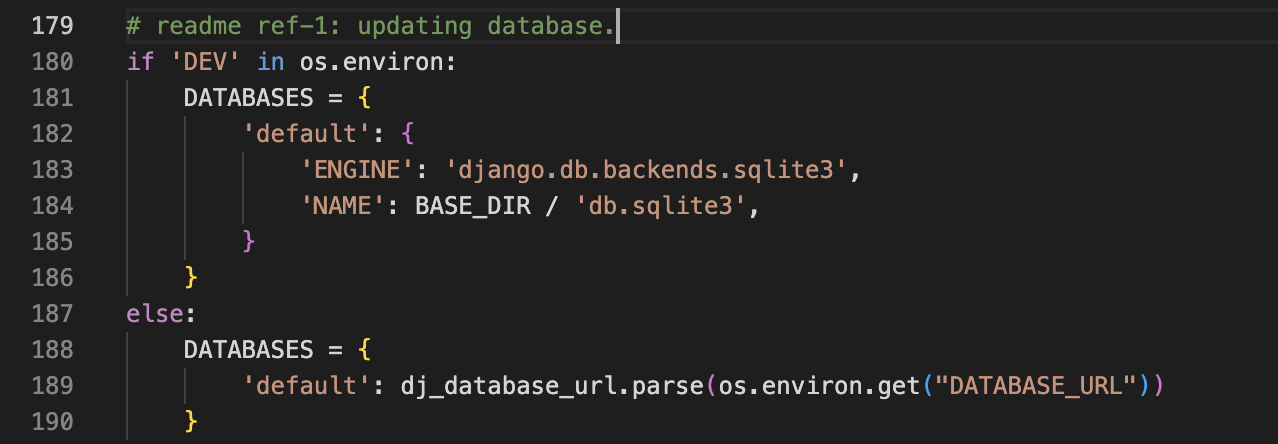 179 # readme ref-1: updating database.
180 if 'DEV' in os.environ:
181     DATABASES = {
182         'default': {
183             'ENGINE': 'django.db.backends.sqlite3',
184             'NAME': BASE_DIR / 'db.sqlite3',
185         }
186     }
187 else:
188     DATABASES = {
189         'default': dj_database_url.parse(os.environ.get("DATABASE_URL"))
190     }